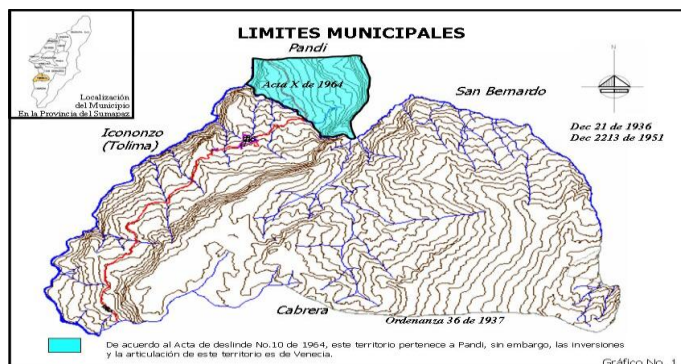 LIMITES MUNICIPALES
Pandi
Acta X de 1964
San Bernardo
Localización
del Municipio
En la Provincia del Sumapaz
Icononzo
(Tolima)
N
Dec 21 de 1936
Dec 2213 de 1951
Cabrera
Ordenanza 36 de 1937
De acuerdo al Acta de deslinde No.10 de 1964, este territorio pertenece a Pandi, sin embargo, las inversiones
y la articulación de este territorio es de Venecia.
Gráfico No. 1